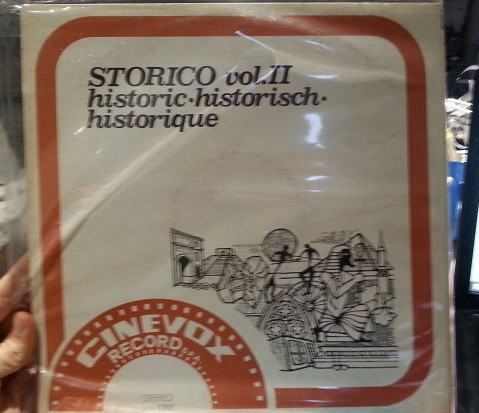 STORICO vol.II
historic·historisch·
historique
CINEVOX
RECORD S.P.A.
STEREO